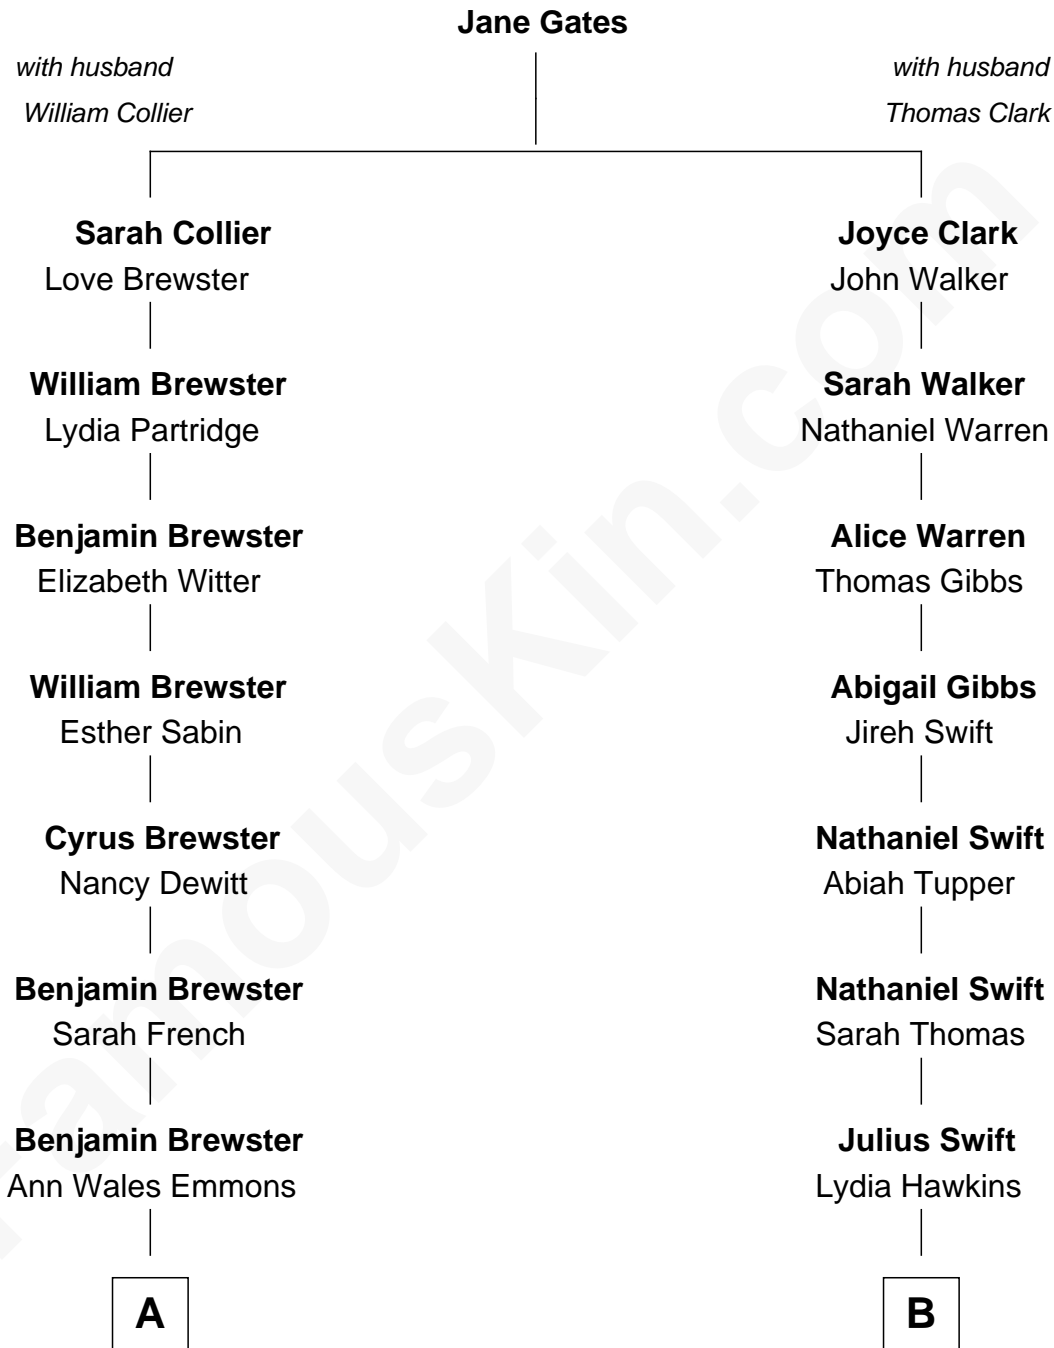 Jane Gates
with husband
William Collier
with husband
Thomas Clark
Sarah Collier
Love Brewster
Joyce Clark
John Walker
William Brewster
Lydia Partridge
Sarah Walker
Nathaniel Warren
Benjamin Brewster
Elizabeth Witter
Alice Warren
Thomas Gibbs
William Brewster
Esther Sabin
Abigail Gibbs
Jireh Swift
Cyrus Brewster
Nancy Dewitt
Nathaniel Swift
Abiah Tupper
Benjamin Brewster
Sarah French
Nathaniel Swift
Sarah Thomas
Benjamin Brewster
Ann Wales Emmons
Julius Swift
Lydia Hawkins
A
B
FamousKin.com